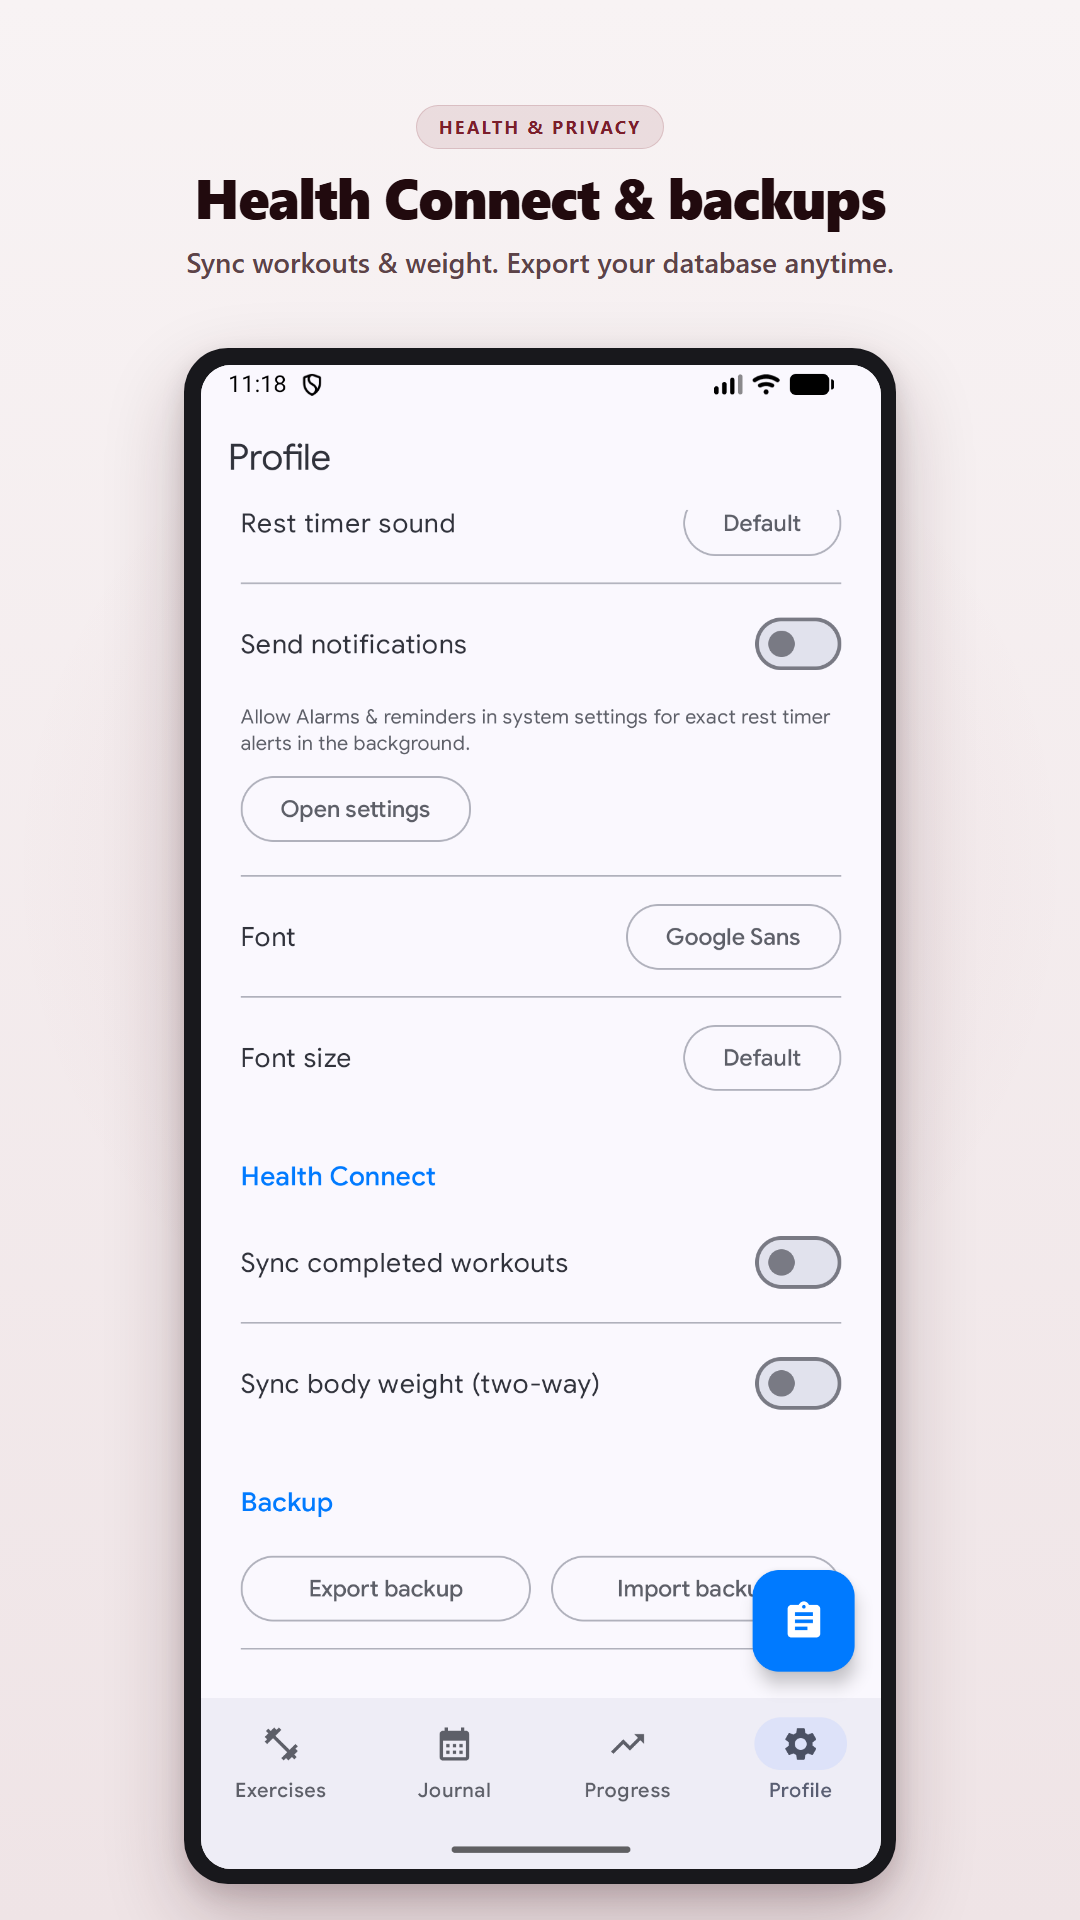 HEALTH & PRIVACY
Health Connect & backups
Sync workouts & weight. Export your database anytime.
11:18
Profile
Rest timer sound
Default
Send notifications
Allow Alarms & reminders in system settings for exact rest timer
alerts in the background.
Open settings
Font
Google Sans
Font size
Default
Health Connect
Sync completed workouts
Sync body weight (two-way)
Backup
Export backup
Import backu
Exercises
Journal
Progress
Profile